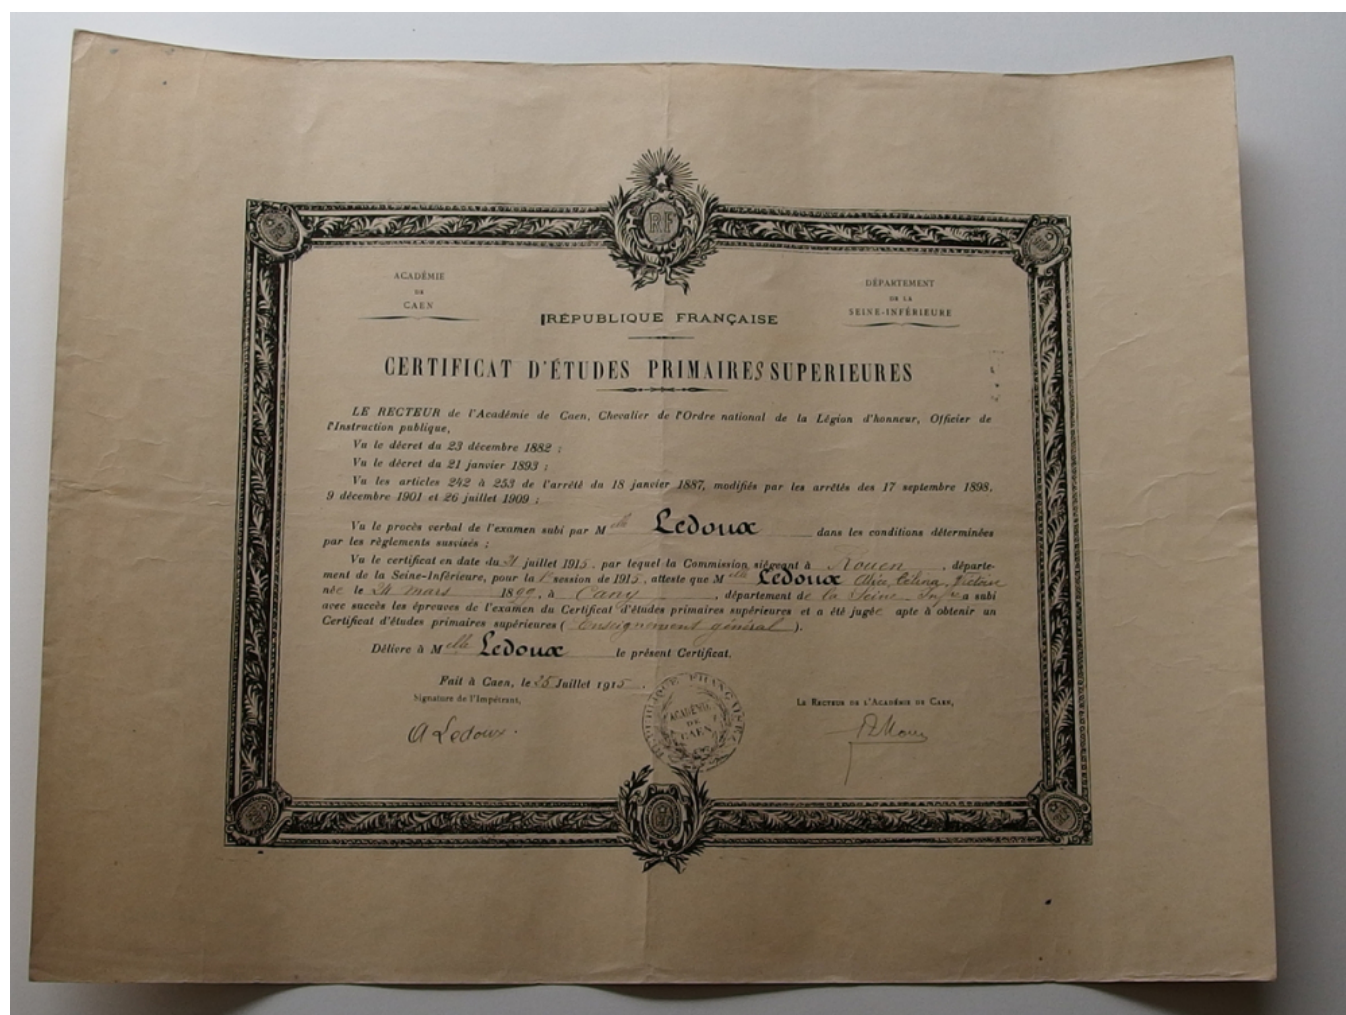 RF
ACADÉMIE
DE
CAEN
DÉPARTEMENT
DE LA
SEINE-INFÉRIEURE
RÉPUBLIQUE FRANÇAISE
CERTIFICAT D'ÉTUDES PRIMAIRES SUPERIEURES
LE RECTEUR de l'Académie de Caen, Chevalier de l'Ordre national de la Légion d'honneur, Officier de
l'Instruction publique,
Vu le décret du 23 décembre 1882 ;
Vu le décret du 21 janvier 1893 ;
Vu les articles 242 à 253 de l'arrêté du 18 janvier 1887, modifiés par les arrêtés des 17 septembre 1898,
9 décembre 1901 et 26 juillet 1909 ;
Vu le procès verbal de l'examen subi par M elle Ledoux dans les conditions déterminées
par les règlements susvisés ;
Vu le certificat en date du 21 juillet 1915, par lequel la Commission siégeant à Rouen, départe-
ment de la Seine-Inférieure, pour la 1re session de 1915, atteste que M elle Ledoux Alice, Célina, Victoire
née le 24 mars 1899, à Cany, département de la Seine Infre a subi
avec succès les épreuves de l'examen du Certificat d'études primaires supérieures et a été jugée apte à obtenir un
Certificat d'études primaires supérieures ( Enseignement général ).
Délivre à M elle Ledoux le présent Certificat.
Fait à Caen, le 25 Juillet 1915.
Signature de l'Impétrant,
A Ledoux.
RÉPUBLIQUE FRANÇAISE
ACADÉMIE
DE
CAEN
LE RECTEUR DE L'ACADÉMIE DE CAEN,